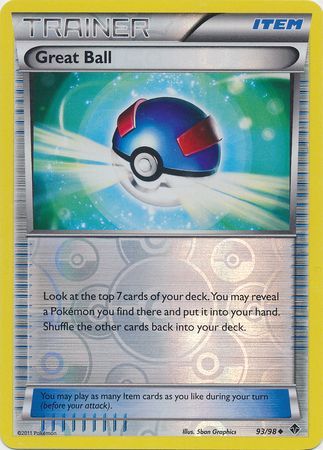 TRAINER ITEM
Great Ball
Look at the top 7 cards of your deck. You may reveal
a Pokémon you find there and put it into your hand.
Shuffle the other cards back into your deck.
You may play as many Item cards as you like during your turn
(before your attack).
©2011 Pokémon Illus. 5ban Graphics 93/98